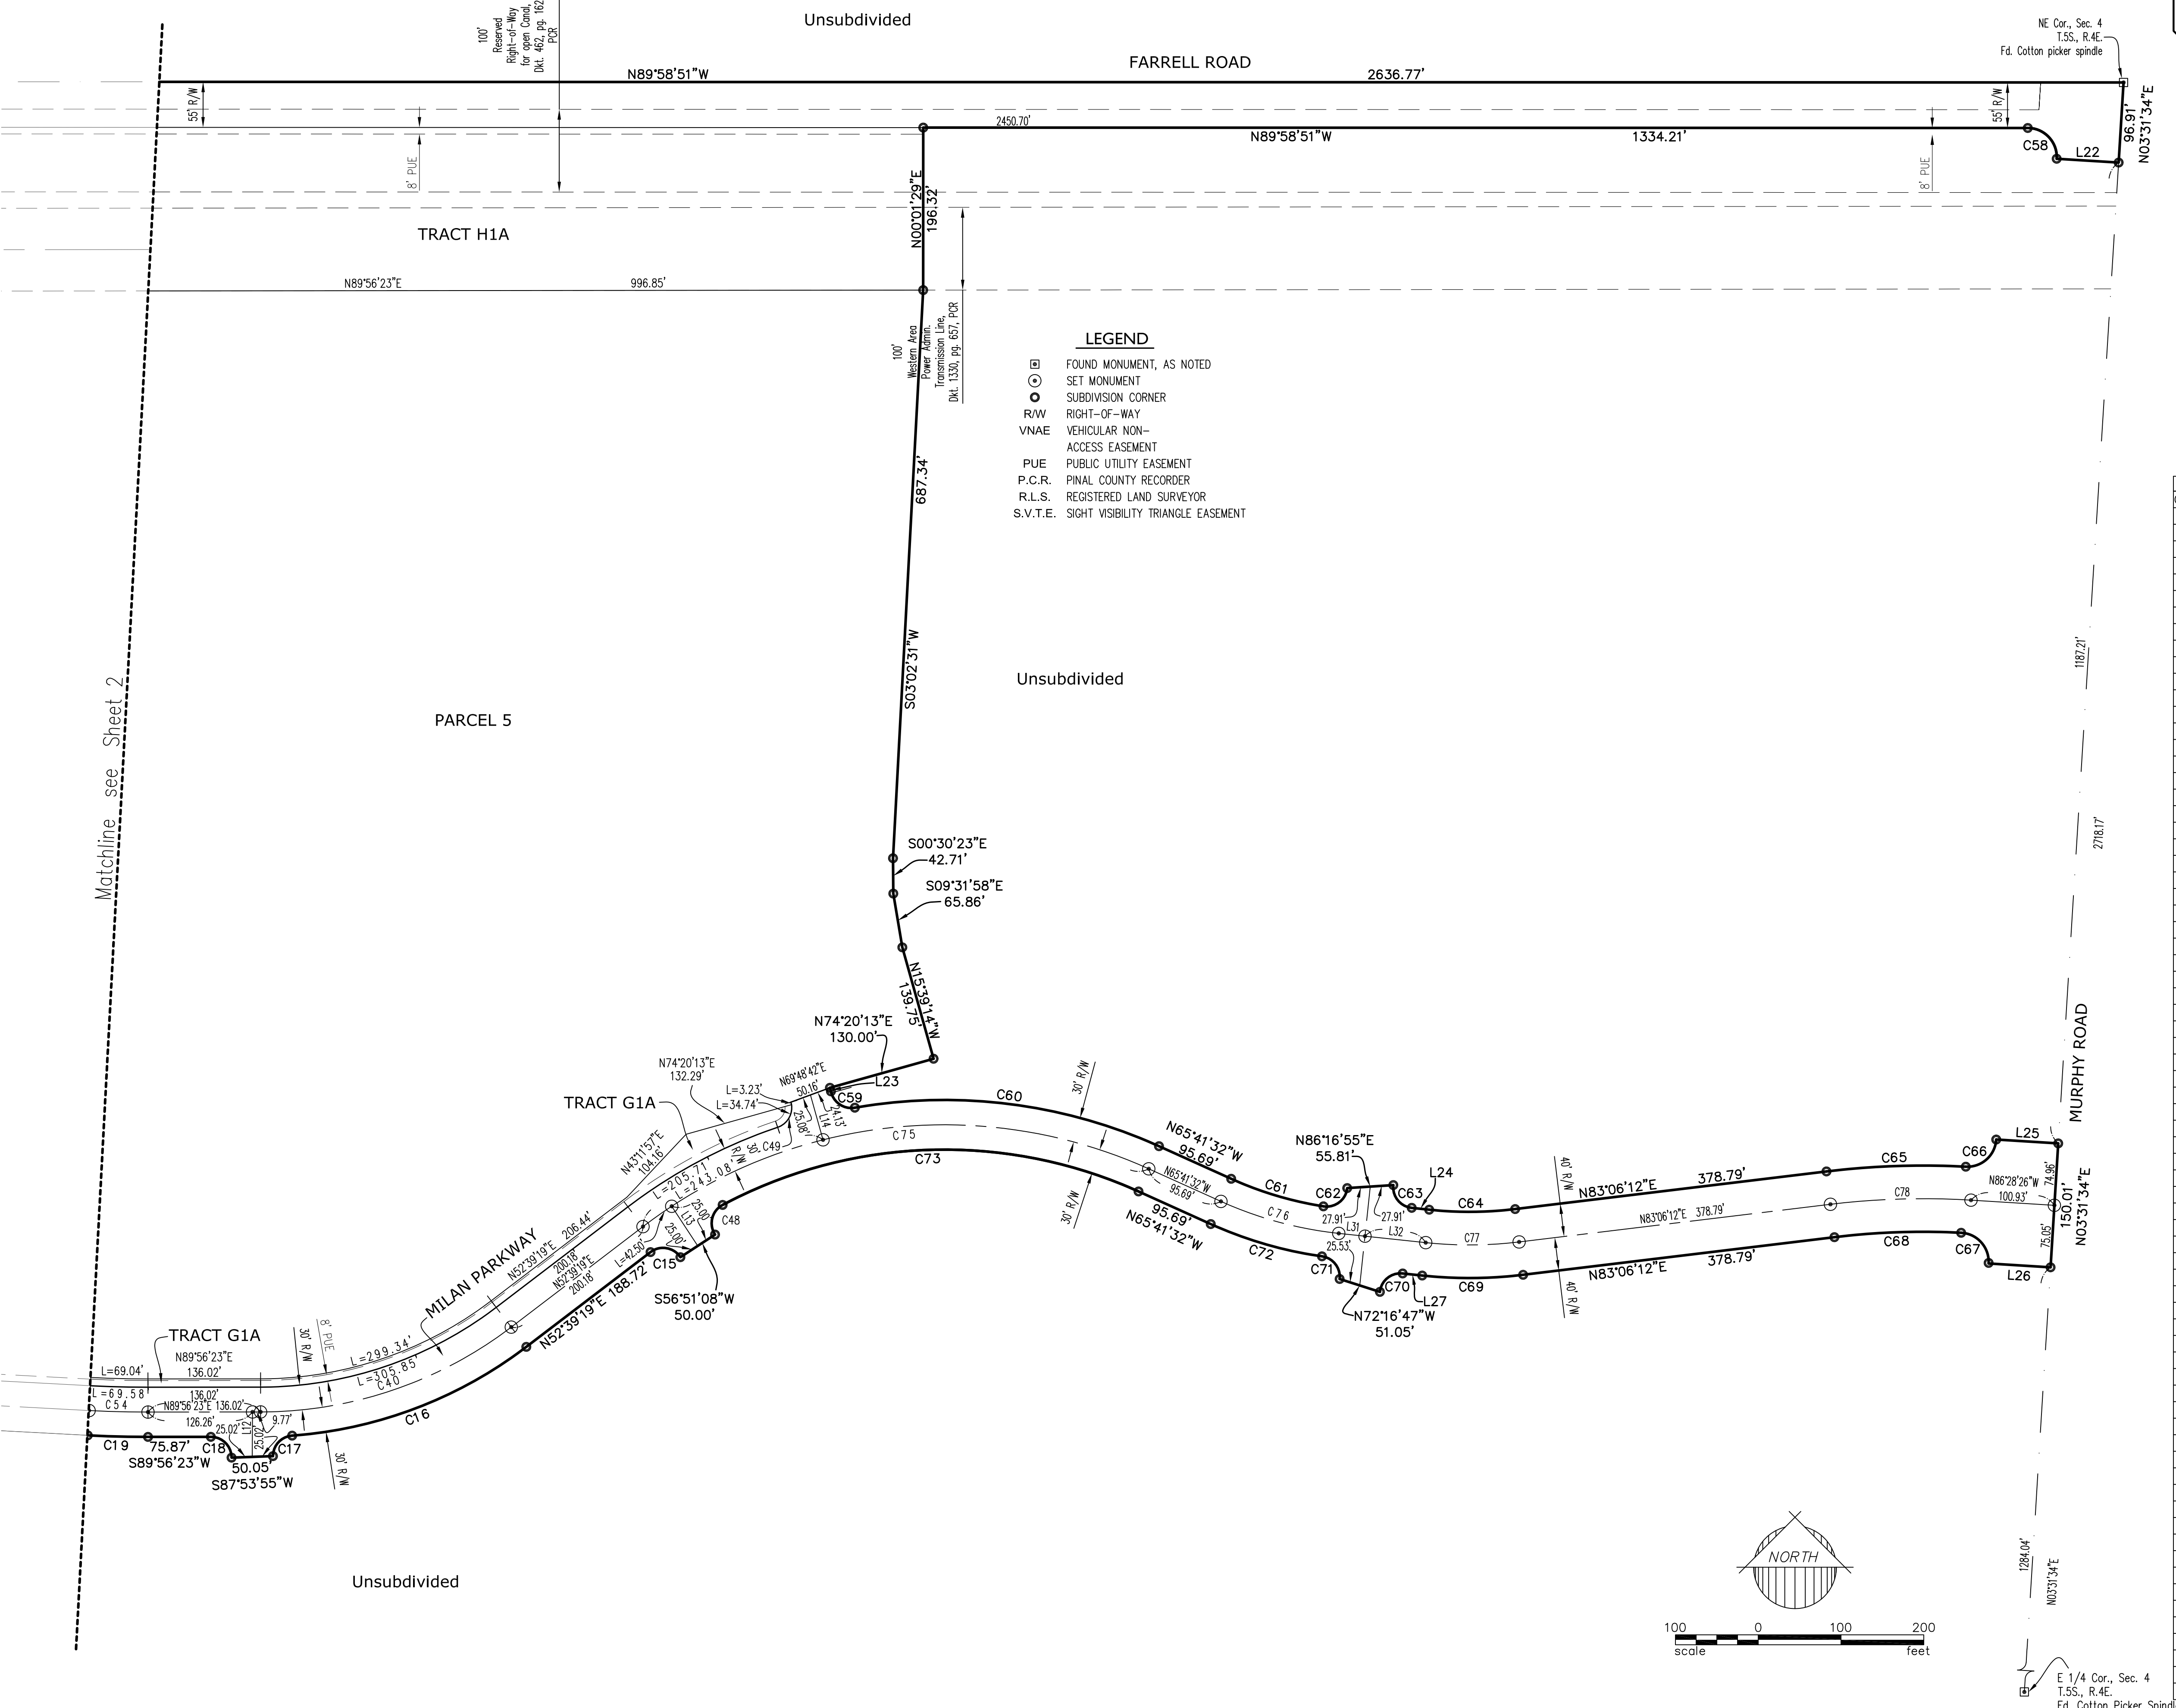 Unsubdivided
100'
Reserved
Right-of-Way
for open Canal,
Dkt. 462, pg. 162
PCR
NE Cor., Sec. 4
T.5S., R.4E.
Fd. Cotton picker spindle
FARRELL ROAD
N89°58'51"W
2636.77'
55' R/W
55' R/W
96.91'
N03°31'34"E
2450.70'
N89°58'51"W
1334.21'
C58
L22
8' PUE
8' PUE
N00°01'29"E
196.32'
TRACT H1A
N89°56'23"E
996.85'
100'
Western Area
Power Admin.
Transmission Line,
Dkt. 1330, pg. 657, PCR
LEGEND
FOUND MONUMENT, AS NOTED
SET MONUMENT
SUBDIVISION CORNER
R/W RIGHT-OF-WAY
VNAE VEHICULAR NON-
ACCESS EASEMENT
PUE PUBLIC UTILITY EASEMENT
P.C.R. PINAL COUNTY RECORDER
R.L.S. REGISTERED LAND SURVEYOR
S.V.T.E. SIGHT VISIBILITY TRIANGLE EASEMENT
687.34'
S03°02'31"W
Unsubdivided
1187.21'
2718.17'
Matchline see Sheet 2
PARCEL 5
S00°30'23"E
42.71'
S09°31'58"E
65.86'
N15°39'14"W
139.75'
N74°20'13"E
130.00'
L23
N74°20'13"E
132.29'
N69°48'42"E
50.16'
L=3.23'
L=34.74'
TRACT G1A
C59
C60
30' R/W
L14
25.08'
C49
C75
C73
N43°11'57"E
104.16'
30'
R/W
L=205.71'
L=243.08'
25.00'
L13
25.00'
C48
N65°41'32"W
95.69'
N65°41'32"W
95.69'
95.69'
N65°41'32"W
30' R/W
C61
C76
C72
N86°16'55"E
55.81'
C62
C63
L24
C64
27.91'
27.91'
L31
L32
25.53'
C77
C71
C70
L27
C69
N72°16'47"W
51.05'
40' R/W
N83°06'12"E
378.79'
N83°06'12"E 378.79'
N83°06'12"E
378.79'
40' R/W
C65
C78
C68
C66
L25
C67
L26
N86°28'26"W
100.93'
74.96'
75.05'
150.01'
N03°31'34"E
MURPHY ROAD
MILAN PARKWAY
N52°39'19"E 206.44'
200.18'
N52°39'19"E
200.18'
L=42.50'
C15
N52°39'19"E 188.72'
S56°51'08"W
50.00'
TRACT G1A
N89°56'23"E
136.02'
L=69.04'
30' R/W
8' PUE
L=299.34'
L=305.85'
C40
L=69.58
C54
136.02'
N89°56'23"E 136.02'
126.26'
25.02'
L12
25.02'
9.77'
C16
C19
75.87'
C18
C17
S89°56'23"W
50.05'
S87°53'55"W
30' R/W
Unsubdivided
NORTH
100 0 100 200
scale feet
1284.04'
N03°31'34"E
E 1/4 Cor., Sec. 4
T.5S., R.4E.